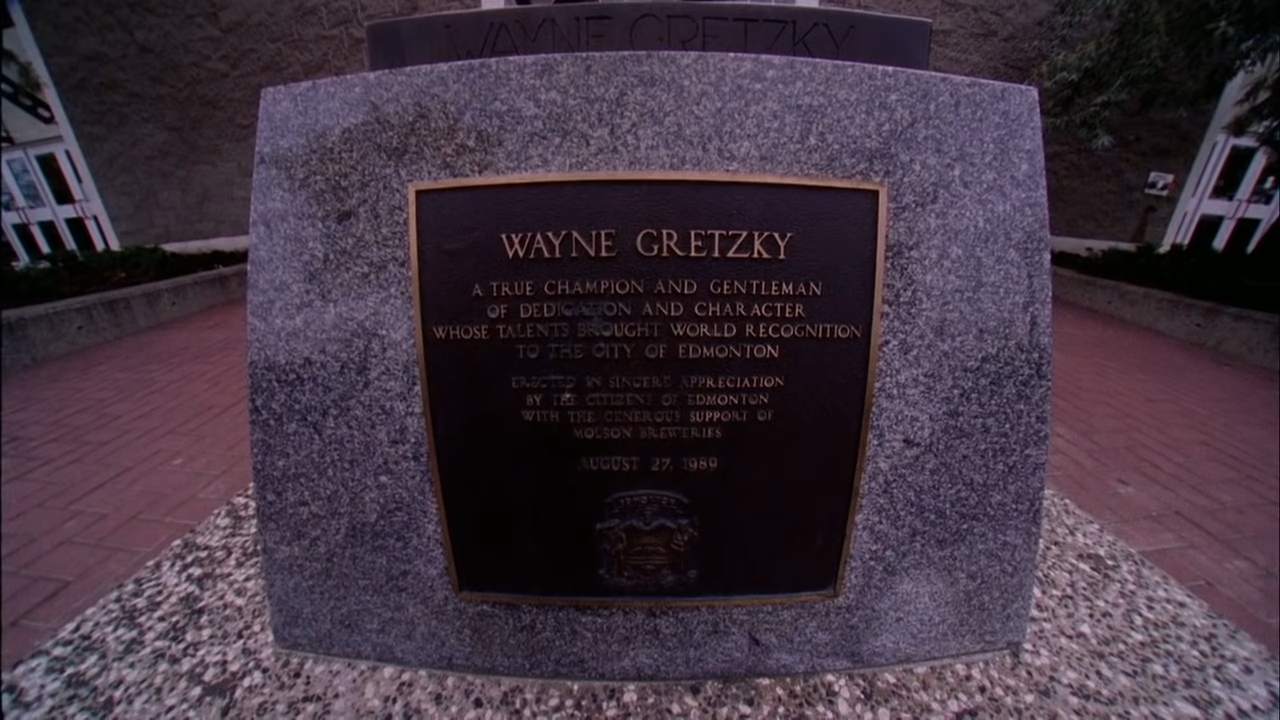 WAYNE GRETZKY
WAYNE GRETZKY
A TRUE CHAMPION AND GENTLEMAN
OF DEDICATION AND CHARACTER
WHOSE TALENTS BROUGHT WORLD RECOGNITION
TO THE CITY OF EDMONTON
ERECTED IN SINCERE APPRECIATION
BY THE CITIZENS OF EDMONTON
WITH THE GENEROUS SUPPORT OF
MOLSON BREWERIES
AUGUST 27, 1989
EDMONTON